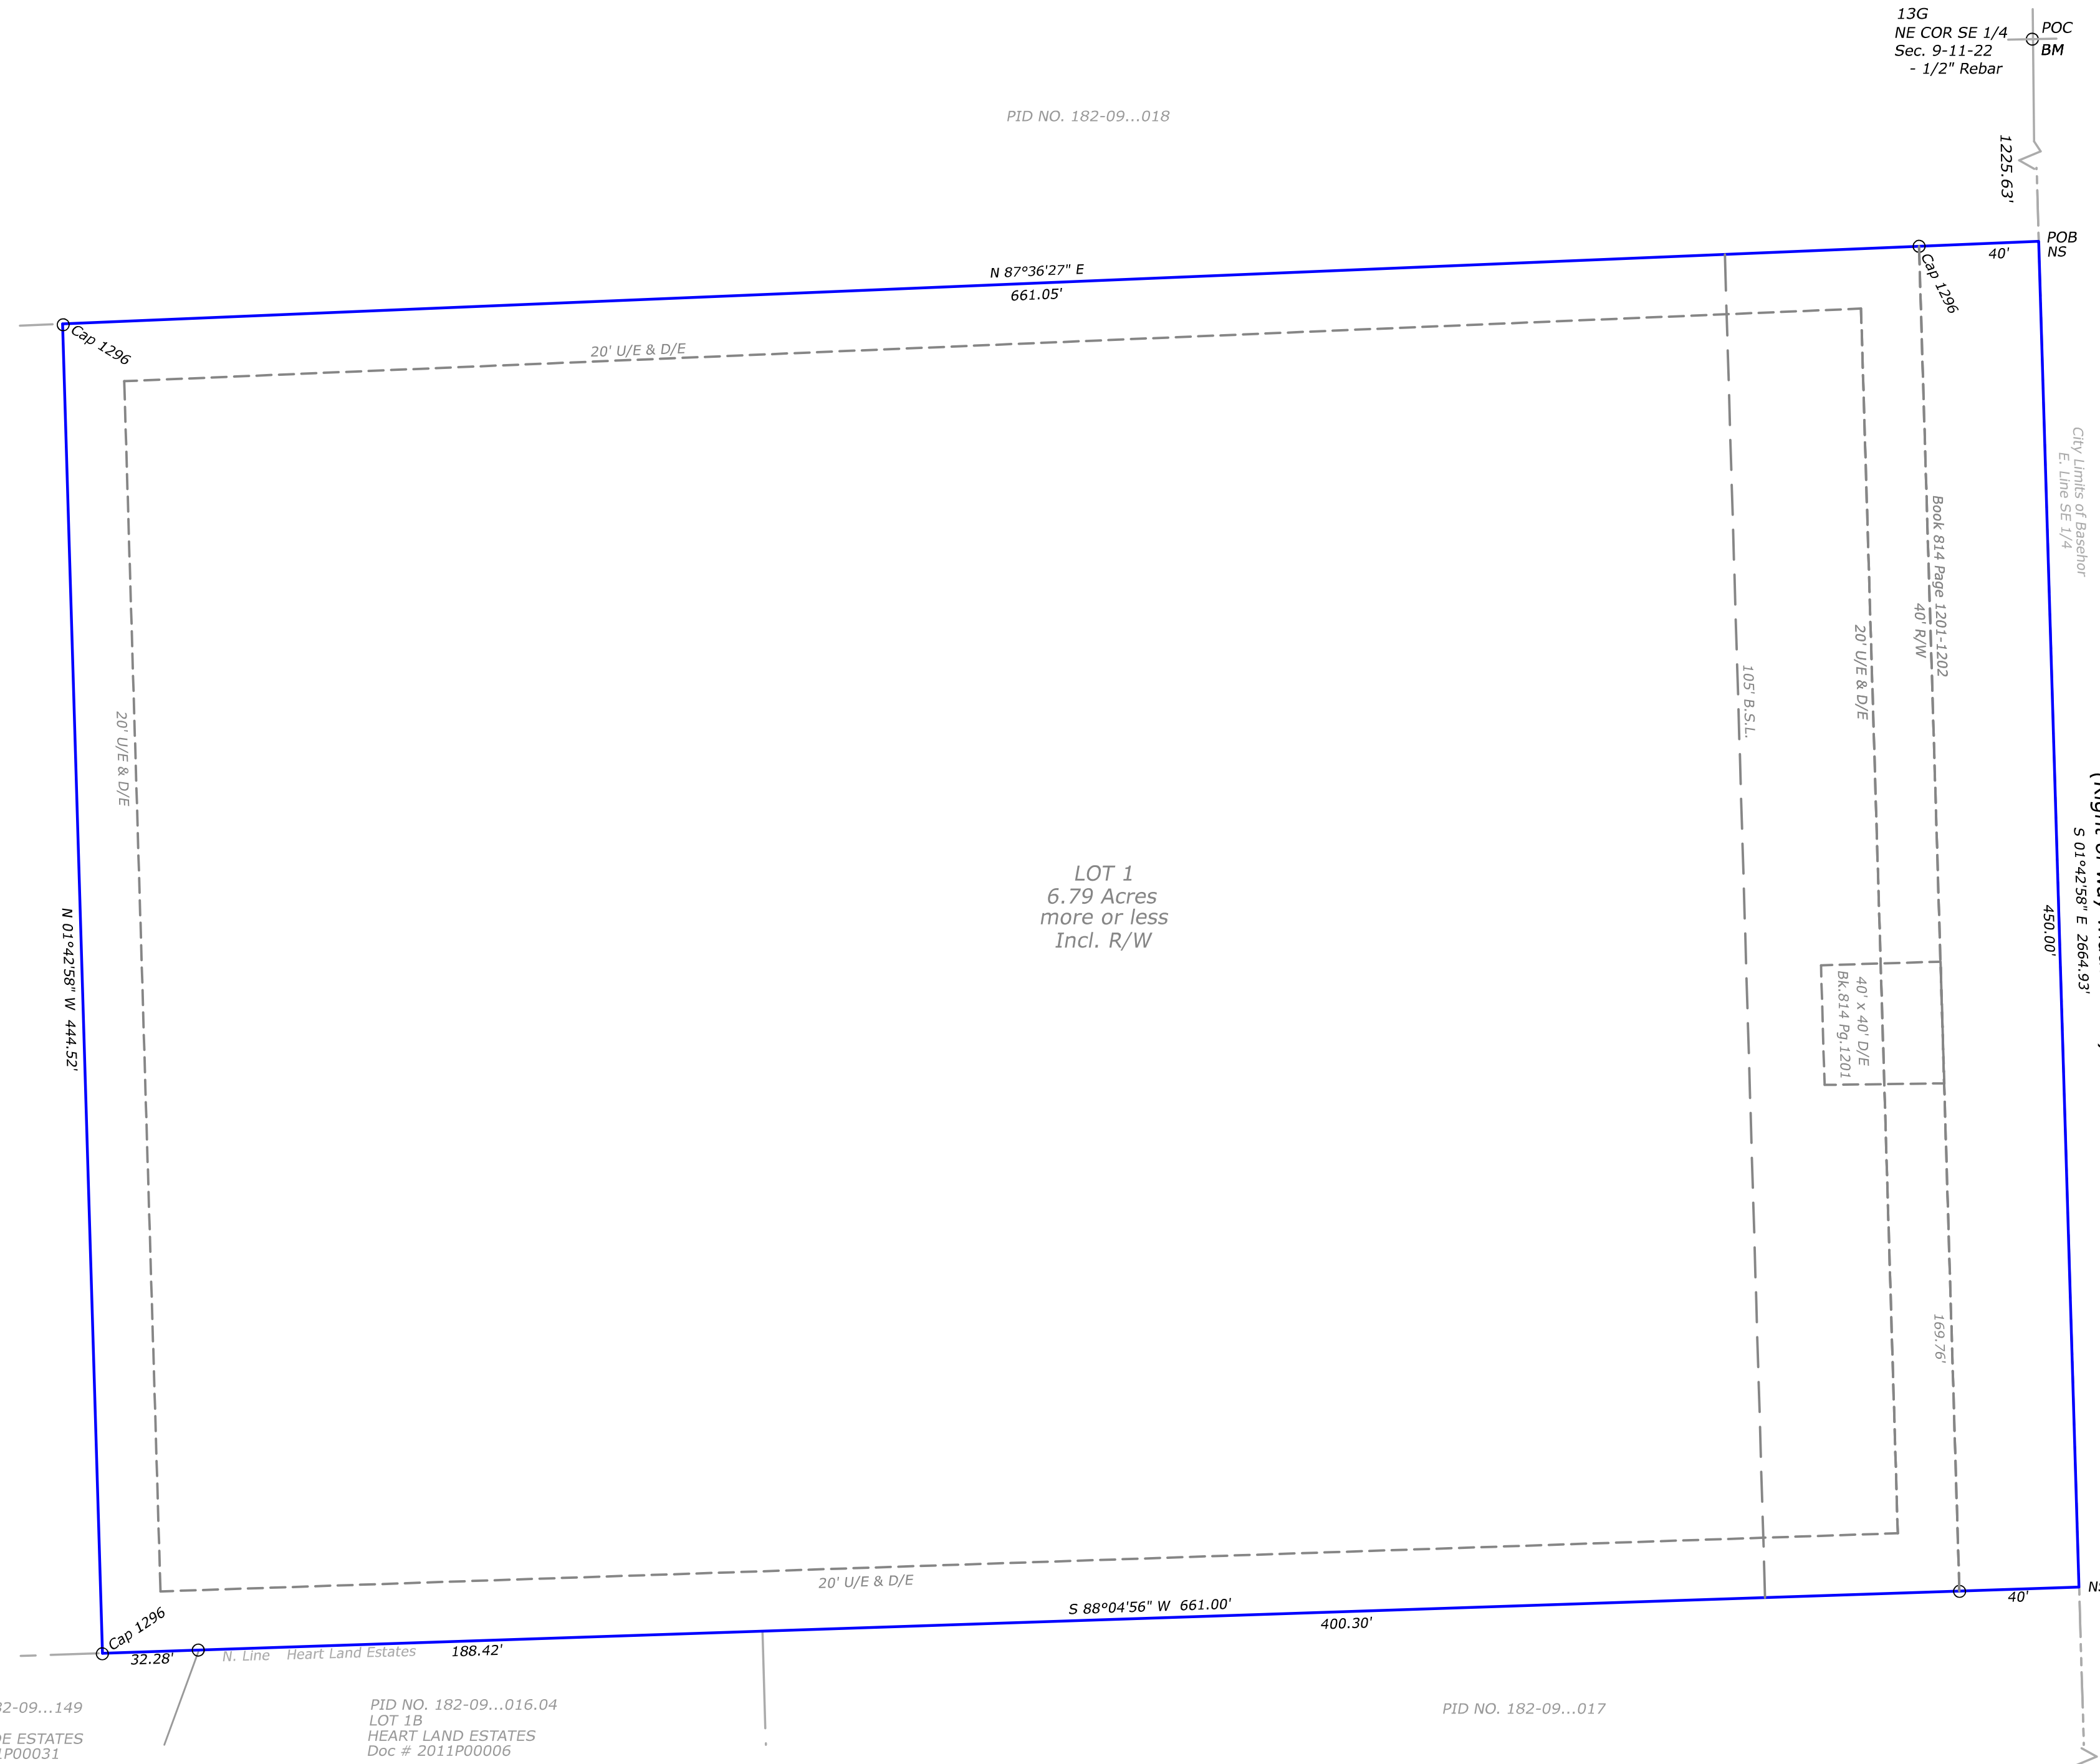 13G
NE COR SE 1/4
Sec. 9-11-22
- 1/2" Rebar
POC
BM
PID NO. 182-09...018
1225.63'
POB
NS
40'
N 87°36'27" E
661.05'
Cap 1296
Cap 1296
20' U/E & D/E
City Limits of Basehor
E. Line SE 1/4
Book 814 Page 1201-1202
40' R/W
20' U/E & D/E
105' B.S.L.
20' U/E & D/E
LOT 1
6.79 Acres
more or less
Incl. R/W
S 01°42'58" E 2664.93'
450.00'
N 01°42'58" W 444.52'
40' x 40' D/E
Bk.814 Pg.1201
169.76'
20' U/E & D/E
S 88°04'56" W 661.00'
400.30'
40'
Cap 1296
32.28'
N. Line Heart Land Estates
188.42'
2-09...149
E ESTATES
P00031
PID NO. 182-09...016.04
LOT 1B
HEART LAND ESTATES
Doc # 2011P00006
PID NO. 182-09...017